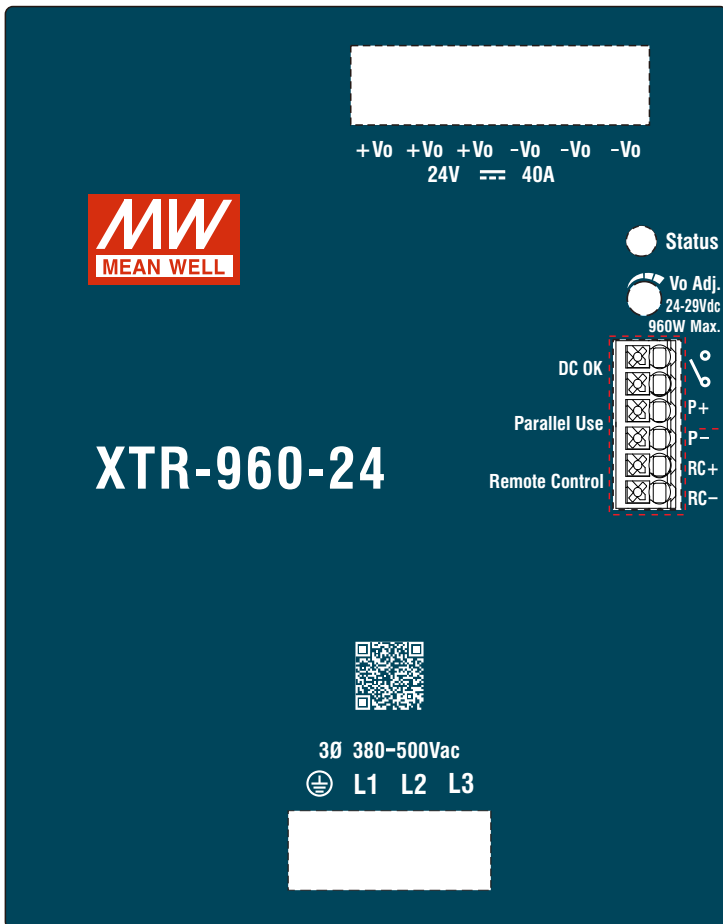 +Vo +Vo +Vo -Vo -Vo -Vo
24V ⎓ 40A
MW
MEAN WELL
Status
Vo Adj.
24-29Vdc
960W Max.
DC OK
P+
Parallel Use
P−
XTR-960-24
RC+
Remote Control
RC−
3Ø 380-500Vac
L1 L2 L3